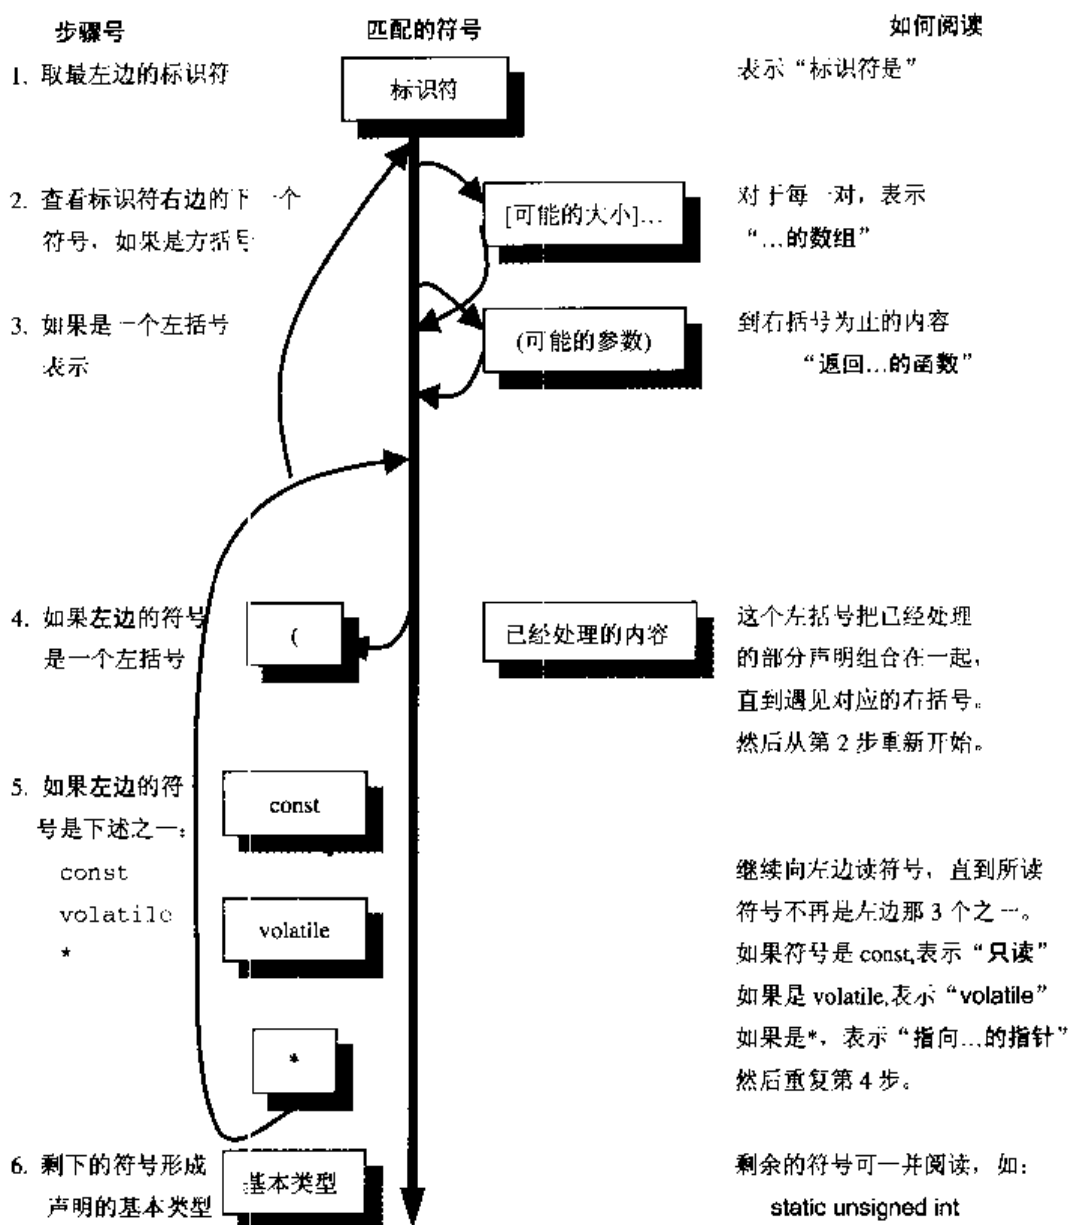 步骤号
匹配的符号
如何阅读
1. 取最左边的标识符
标识符
表示“标识符是”
2. 查看标识符右边的下一个
符号，如果是方括号
[可能的大小]...
对于每一对，表示
“...的数组”
3. 如果是一个左括号
表示
(可能的参数)
到右括号为止的内容
“返回...的函数”
4. 如果左边的符号
是一个左括号
(
已经处理的内容
这个左括号把已经处理
的部分声明组合在一起，
直到遇见对应的右括号。
然后从第 2 步重新开始。
5. 如果左边的符
号是下述之一：
const
volatile
*
const
volatile
*
继续向左边读符号，直到所读
符号不再是左边那 3 个之一。
如果符号是 const,表示“只读”
如果是 volatile,表示“volatile”
如果是*，表示“指向...的指针”
然后重复第 4 步。
6. 剩下的符号形成
声明的基本类型
基本类型
剩余的符号可一并阅读，如：
static unsigned int